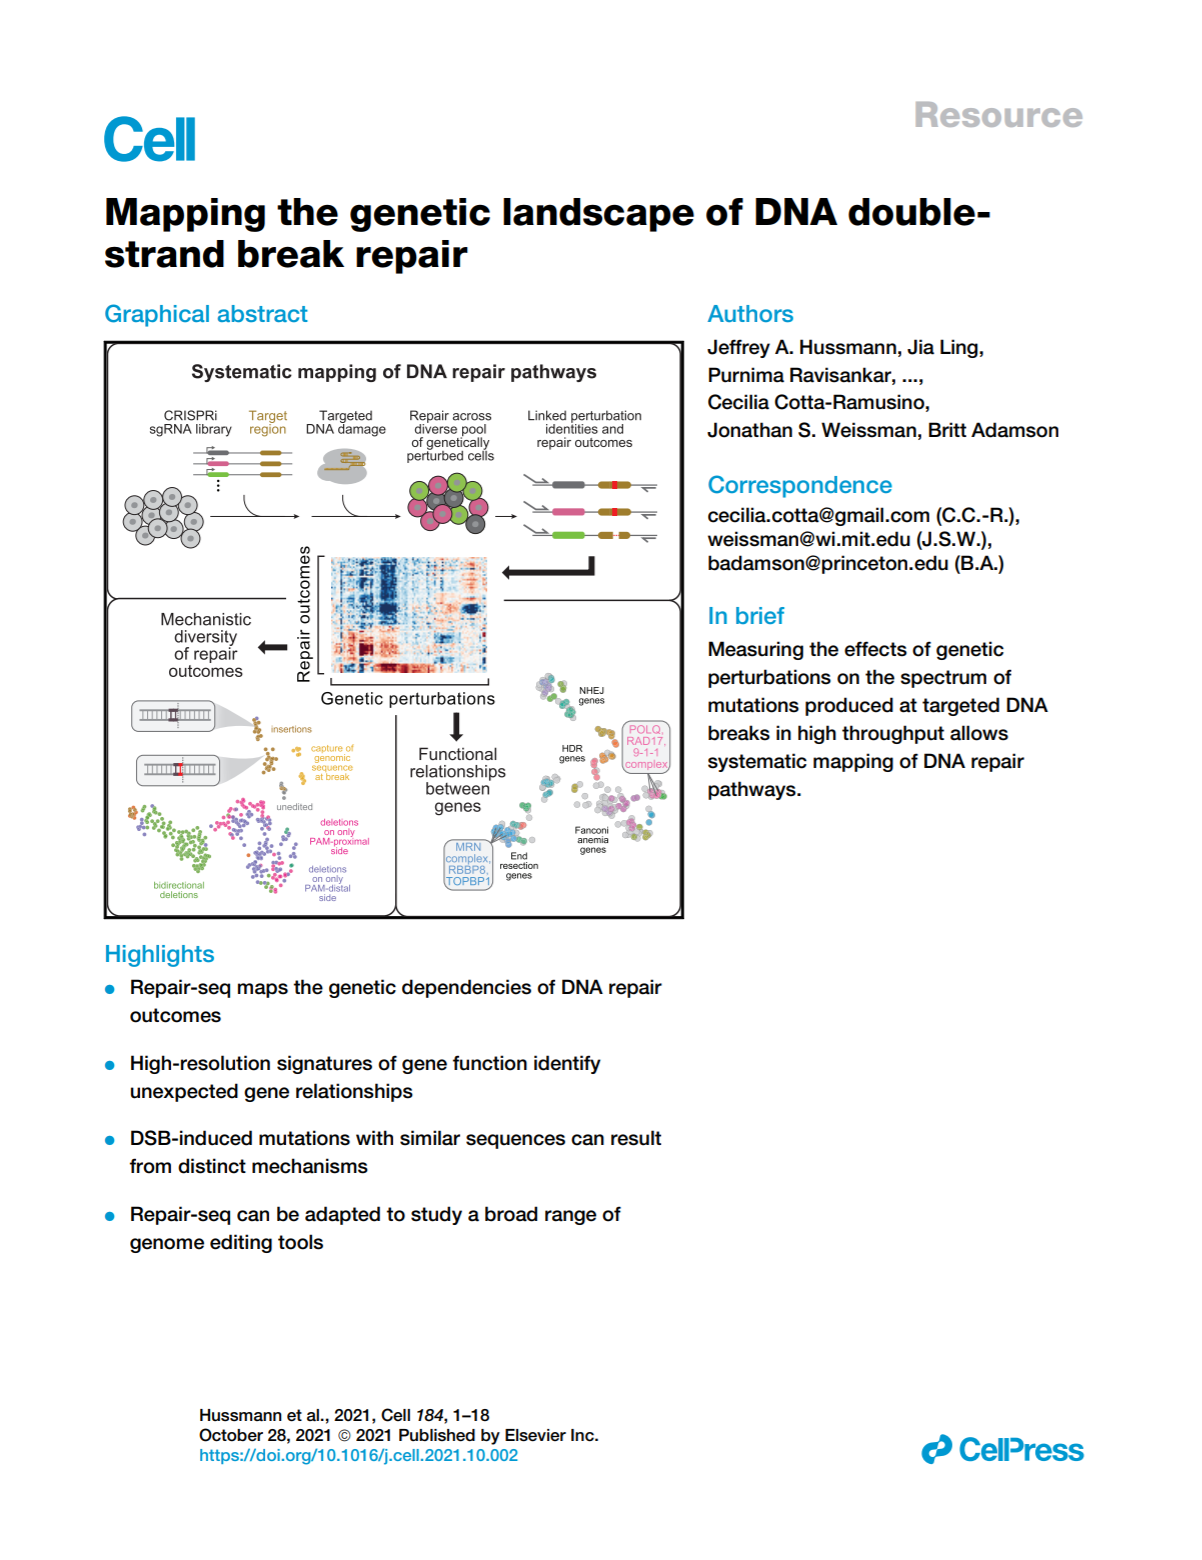 Resource
Cell
Mapping the genetic landscape of DNA double-
strand break repair
Graphical abstract
Systematic mapping of DNA repair pathways
CRISPRi
sgRNA library
Target
region
Targeted
DNA damage
Repair across
diverse pool
of genetically
perturbed cells
Linked perturbation
identities and
repair outcomes
Repair outcomes
Genetic perturbations
Mechanistic
diversity
of repair
outcomes
insertions
capture of
genomic
sequence
at break
unedited
deletions
on only
PAM-proximal
side
deletions
on only
PAM-distal
side
bidirectional
deletions
Functional
relationships
between
genes
NHEJ
genes
HDR
genes
POLQ,
RAD17,
9-1-1
complex
Fanconi
anemia
genes
MRN
complex,
RBBP8,
TOPBP1
End
resection
genes
Authors
Jeffrey A. Hussmann, Jia Ling,
Purnima Ravisankar, ...,
Cecilia Cotta-Ramusino,
Jonathan S. Weissman, Britt Adamson
Correspondence
cecilia.cotta@gmail.com (C.C.-R.),
weissman@wi.mit.edu (J.S.W.),
badamson@princeton.edu (B.A.)
In brief
Measuring the effects of genetic
perturbations on the spectrum of
mutations produced at targeted DNA
breaks in high throughput allows
systematic mapping of DNA repair
pathways.
Highlights
● Repair-seq maps the genetic dependencies of DNA repair
outcomes
● High-resolution signatures of gene function identify
unexpected gene relationships
● DSB-induced mutations with similar sequences can result
from distinct mechanisms
● Repair-seq can be adapted to study a broad range of
genome editing tools
Hussmann et al., 2021, Cell 184, 1–18
October 28, 2021 © 2021 Published by Elsevier Inc.
https://doi.org/10.1016/j.cell.2021.10.002
CellPress